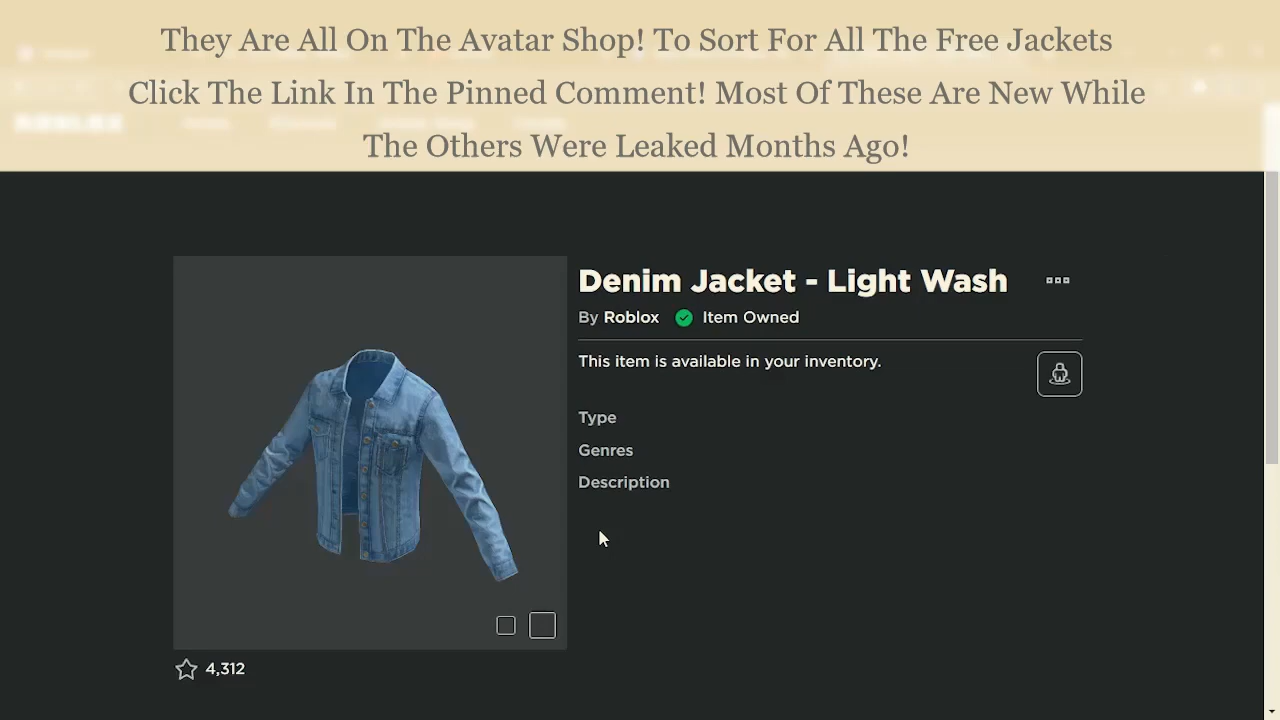 They Are All On The Avatar Shop! To Sort For All The Free Jackets
Click The Link In The Pinned Comment! Most Of These Are New While
The Others Were Leaked Months Ago!
Denim Jacket - Light Wash
By Roblox Item Owned
This item is available in your inventory.
Type
Genres
Description
4,312